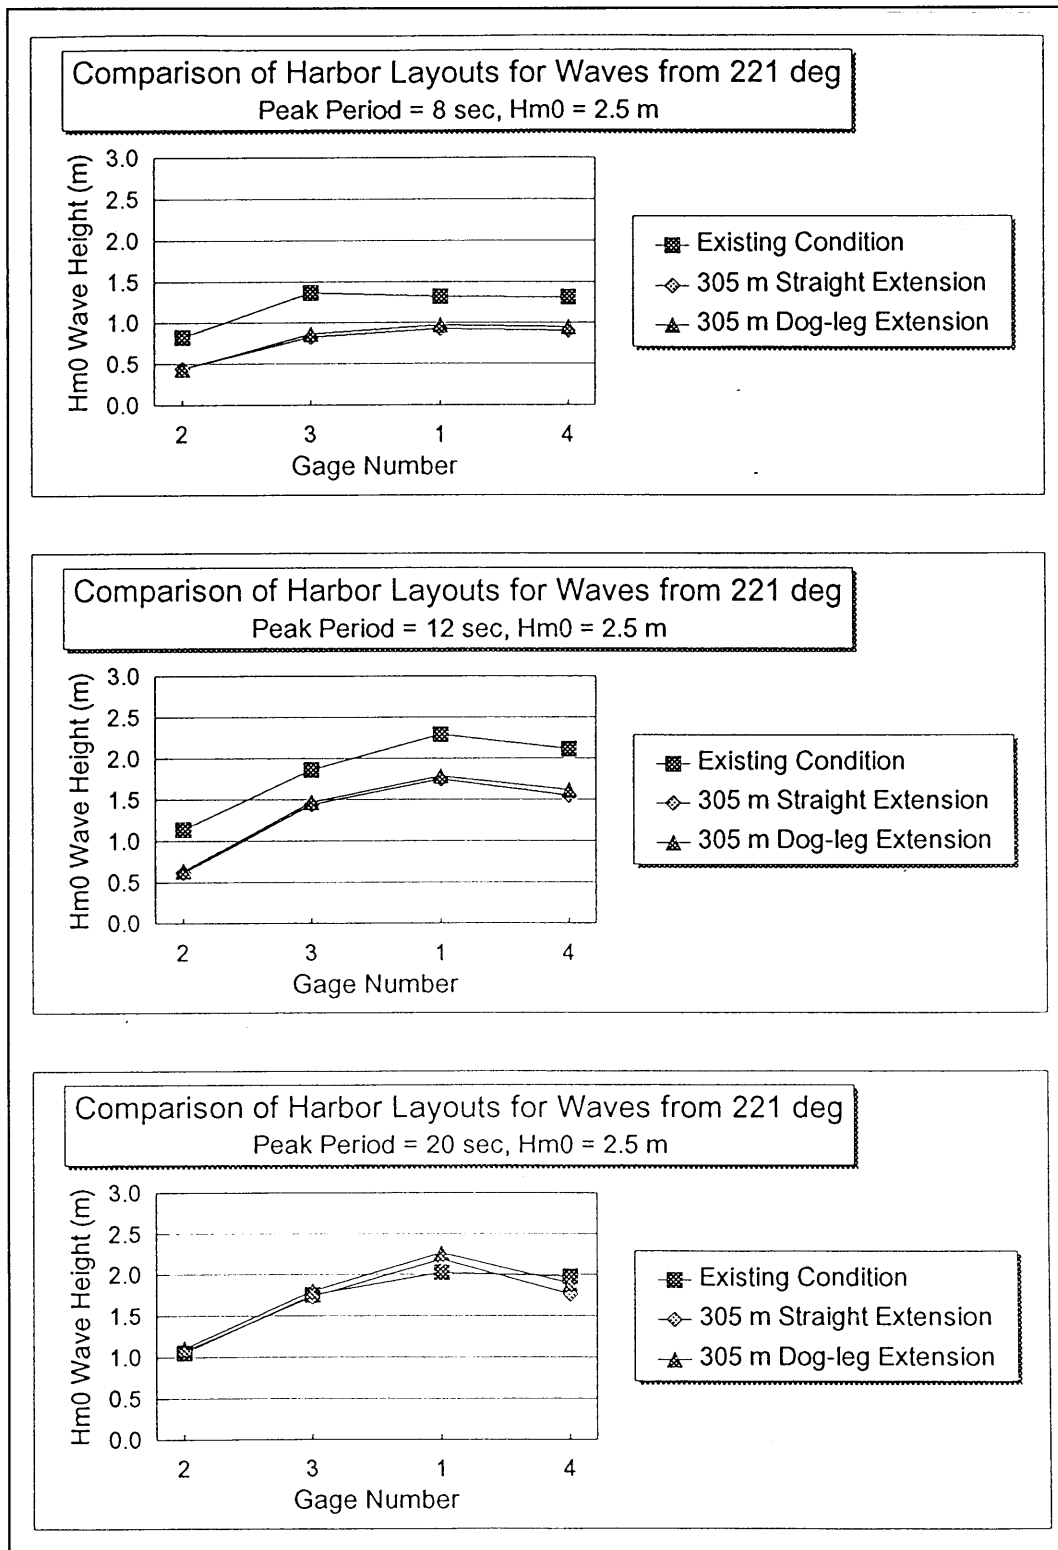 Comparison of Harbor Layouts for Waves from 221 deg
Peak Period = 8 sec, Hm0 = 2.5 m
Hm0 Wave Height (m)
3.0
2.5
2.0
1.5
1.0
0.5
0.0
2 3 1 4
Gage Number
Existing Condition
305 m Straight Extension
305 m Dog-leg Extension
Comparison of Harbor Layouts for Waves from 221 deg
Peak Period = 12 sec, Hm0 = 2.5 m
Hm0 Wave Height (m)
3.0
2.5
2.0
1.5
1.0
0.5
0.0
2 3 1 4
Gage Number
Existing Condition
305 m Straight Extension
305 m Dog-leg Extension
Comparison of Harbor Layouts for Waves from 221 deg
Peak Period = 20 sec, Hm0 = 2.5 m
Hm0 Wave Height (m)
3.0
2.5
2.0
1.5
1.0
0.5
0.0
2 3 1 4
Gage Number
Existing Condition
305 m Straight Extension
305 m Dog-leg Extension